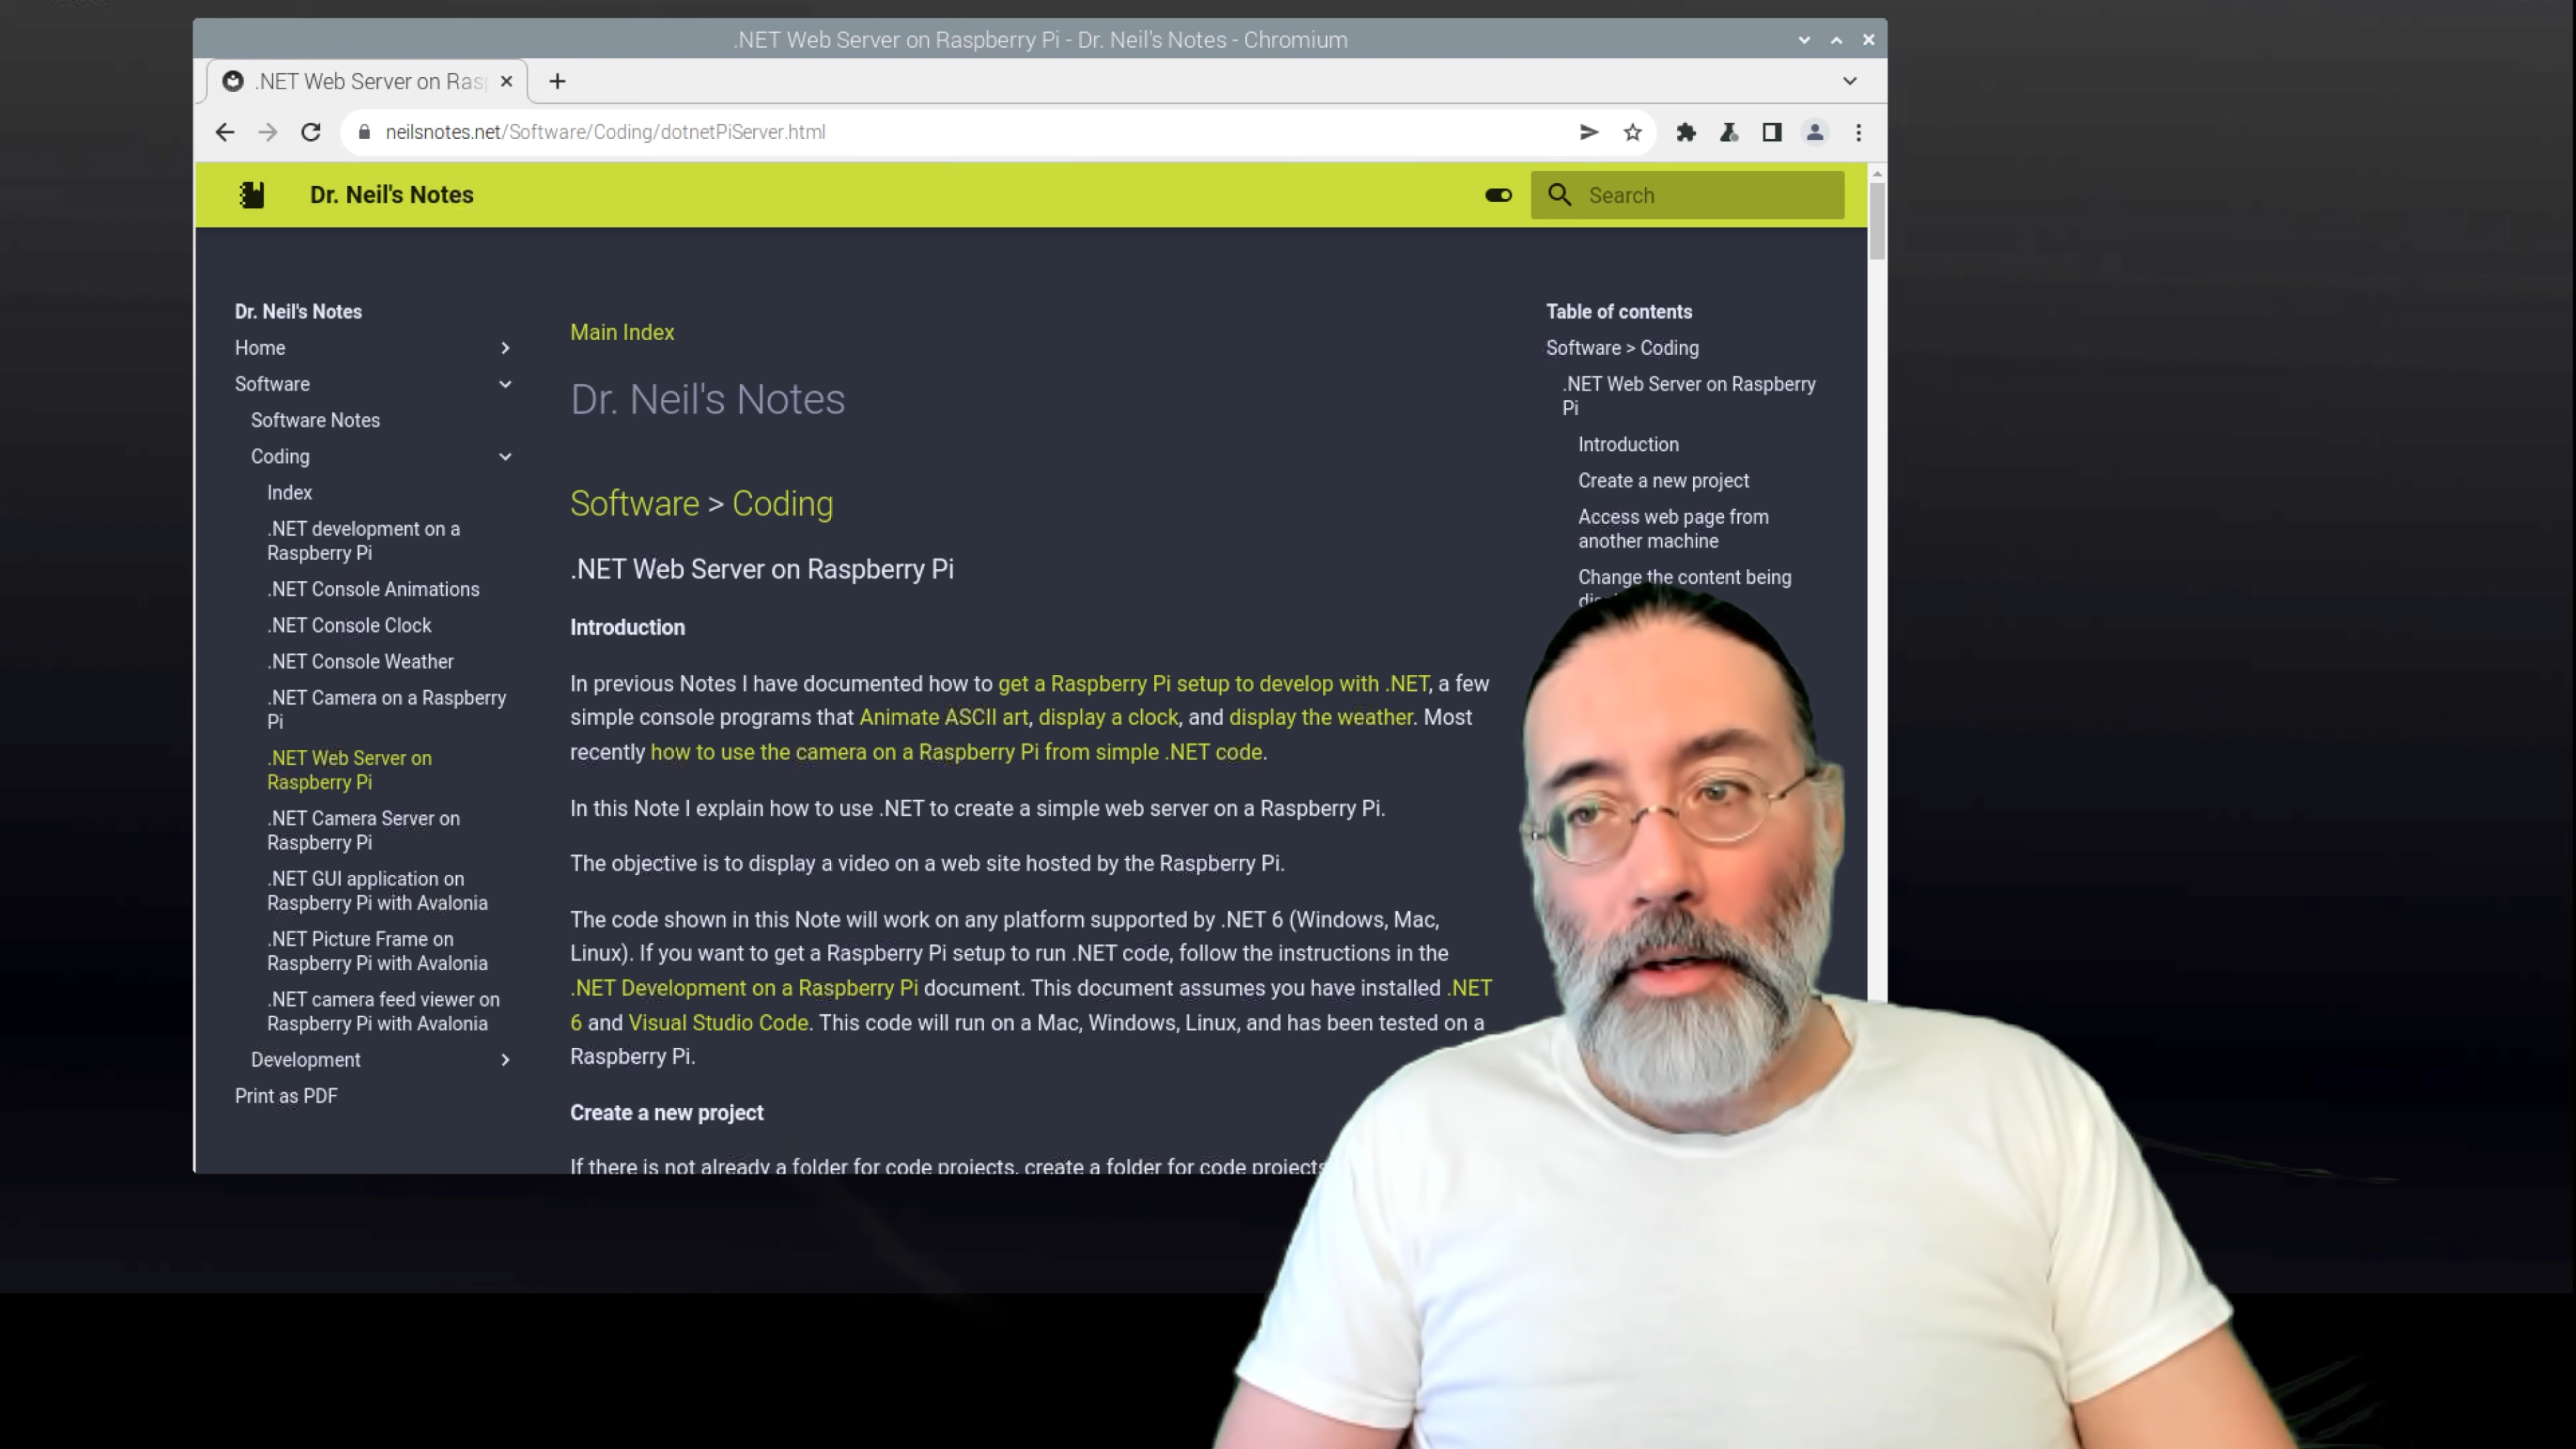 .NET Web Server on Raspberry Pi - Dr. Neil's Notes - Chromium
.NET Web Server on Ras
neilsnotes.net/Software/Coding/dotnetPiServer.html
Dr. Neil's Notes
Search
Dr. Neil's Notes
Home
Software
Software Notes
Coding
Index
.NET development on a
Raspberry Pi
.NET Console Animations
.NET Console Clock
.NET Console Weather
.NET Camera on a Raspberry
Pi
.NET Web Server on
Raspberry Pi
.NET Camera Server on
Raspberry Pi
.NET GUI application on
Raspberry Pi with Avalonia
.NET Picture Frame on
Raspberry Pi with Avalonia
.NET camera feed viewer on
Raspberry Pi with Avalonia
Development
Print as PDF
Main Index
Dr. Neil's Notes
Software > Coding
.NET Web Server on Raspberry Pi
Introduction
In previous Notes I have documented how to get a Raspberry Pi setup to develop with .NET, a few
simple console programs that Animate ASCII art, display a clock, and display the weather. Most
recently how to use the camera on a Raspberry Pi from simple .NET code.
In this Note I explain how to use .NET to create a simple web server on a Raspberry Pi.
The objective is to display a video on a web site hosted by the Raspberry Pi.
The code shown in this Note will work on any platform supported by .NET 6 (Windows, Mac,
Linux). If you want to get a Raspberry Pi setup to run .NET code, follow the instructions in the
.NET Development on a Raspberry Pi document. This document assumes you have installed .NET
6 and Visual Studio Code. This code will run on a Mac, Windows, Linux, and has been tested on a
Raspberry Pi.
Create a new project
If there is not already a folder for code projects, create a folder for code projects
Table of contents
Software > Coding
.NET Web Server on Raspberry
Pi
Introduction
Create a new project
Access web page from
another machine
Change the content being